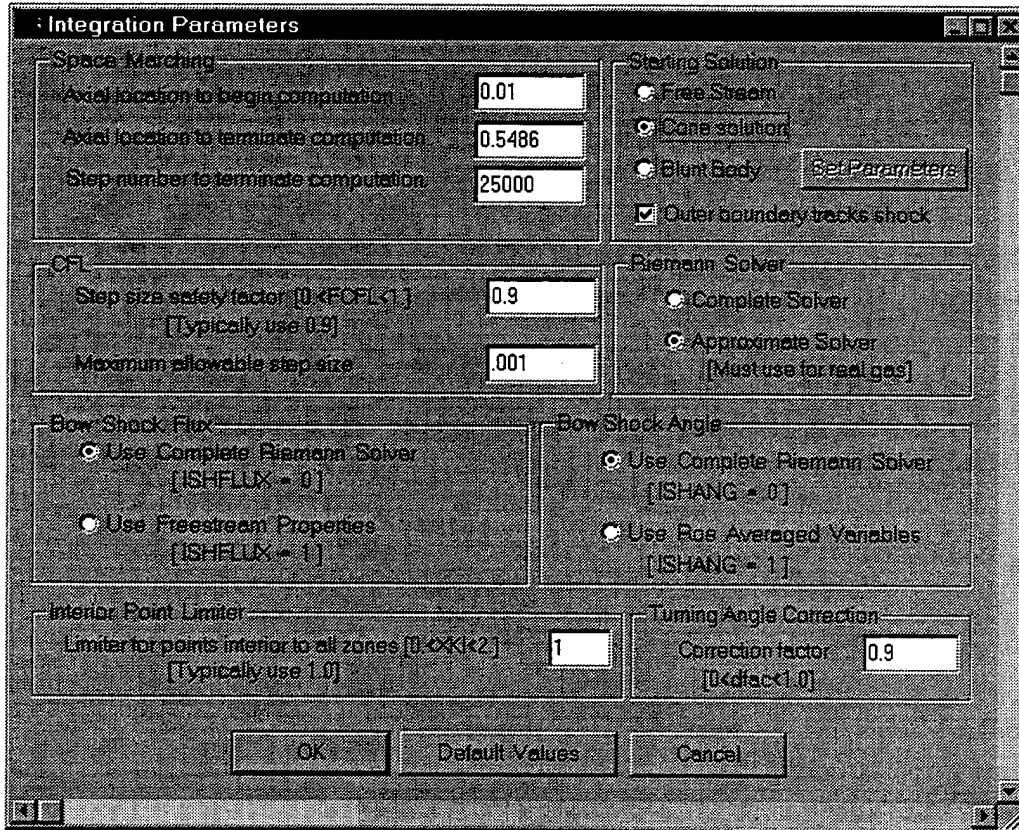 Integration Parameters
Space Marching
Axial location to begin computation
0.01
Axial location to terminate computation
0.5486
Step number to terminate computation
25000
Starting Solution
Free Stream
Cone solution
Blunt Body
Set Parameters
Outer boundary tracks shock
CFL
Step size safety factor [0.<FCFL<1.]
0.9
[Typically use 0.9]
Maximum allowable step size
.001
Riemann Solver
Complete Solver
Approximate Solver
[Must use for real gas]
Bow Shock Flux
Use Complete Riemann Solver
[ISHFLUX = 0]
Use Freestream Properties
[ISHFLUX = 1]
Bow Shock Angle
Use Complete Riemann Solver
[ISHANG = 0]
Use Roe Averaged Variables
[ISHANG = 1]
Interior Point Limiter
Limiter for points interior to all zones [0.<XKI<2.]
1
[Typically use 1.0]
Turning Angle Correction
Correction factor
0.9
[0<dfac<1.0]
OK
Default Values
Cancel